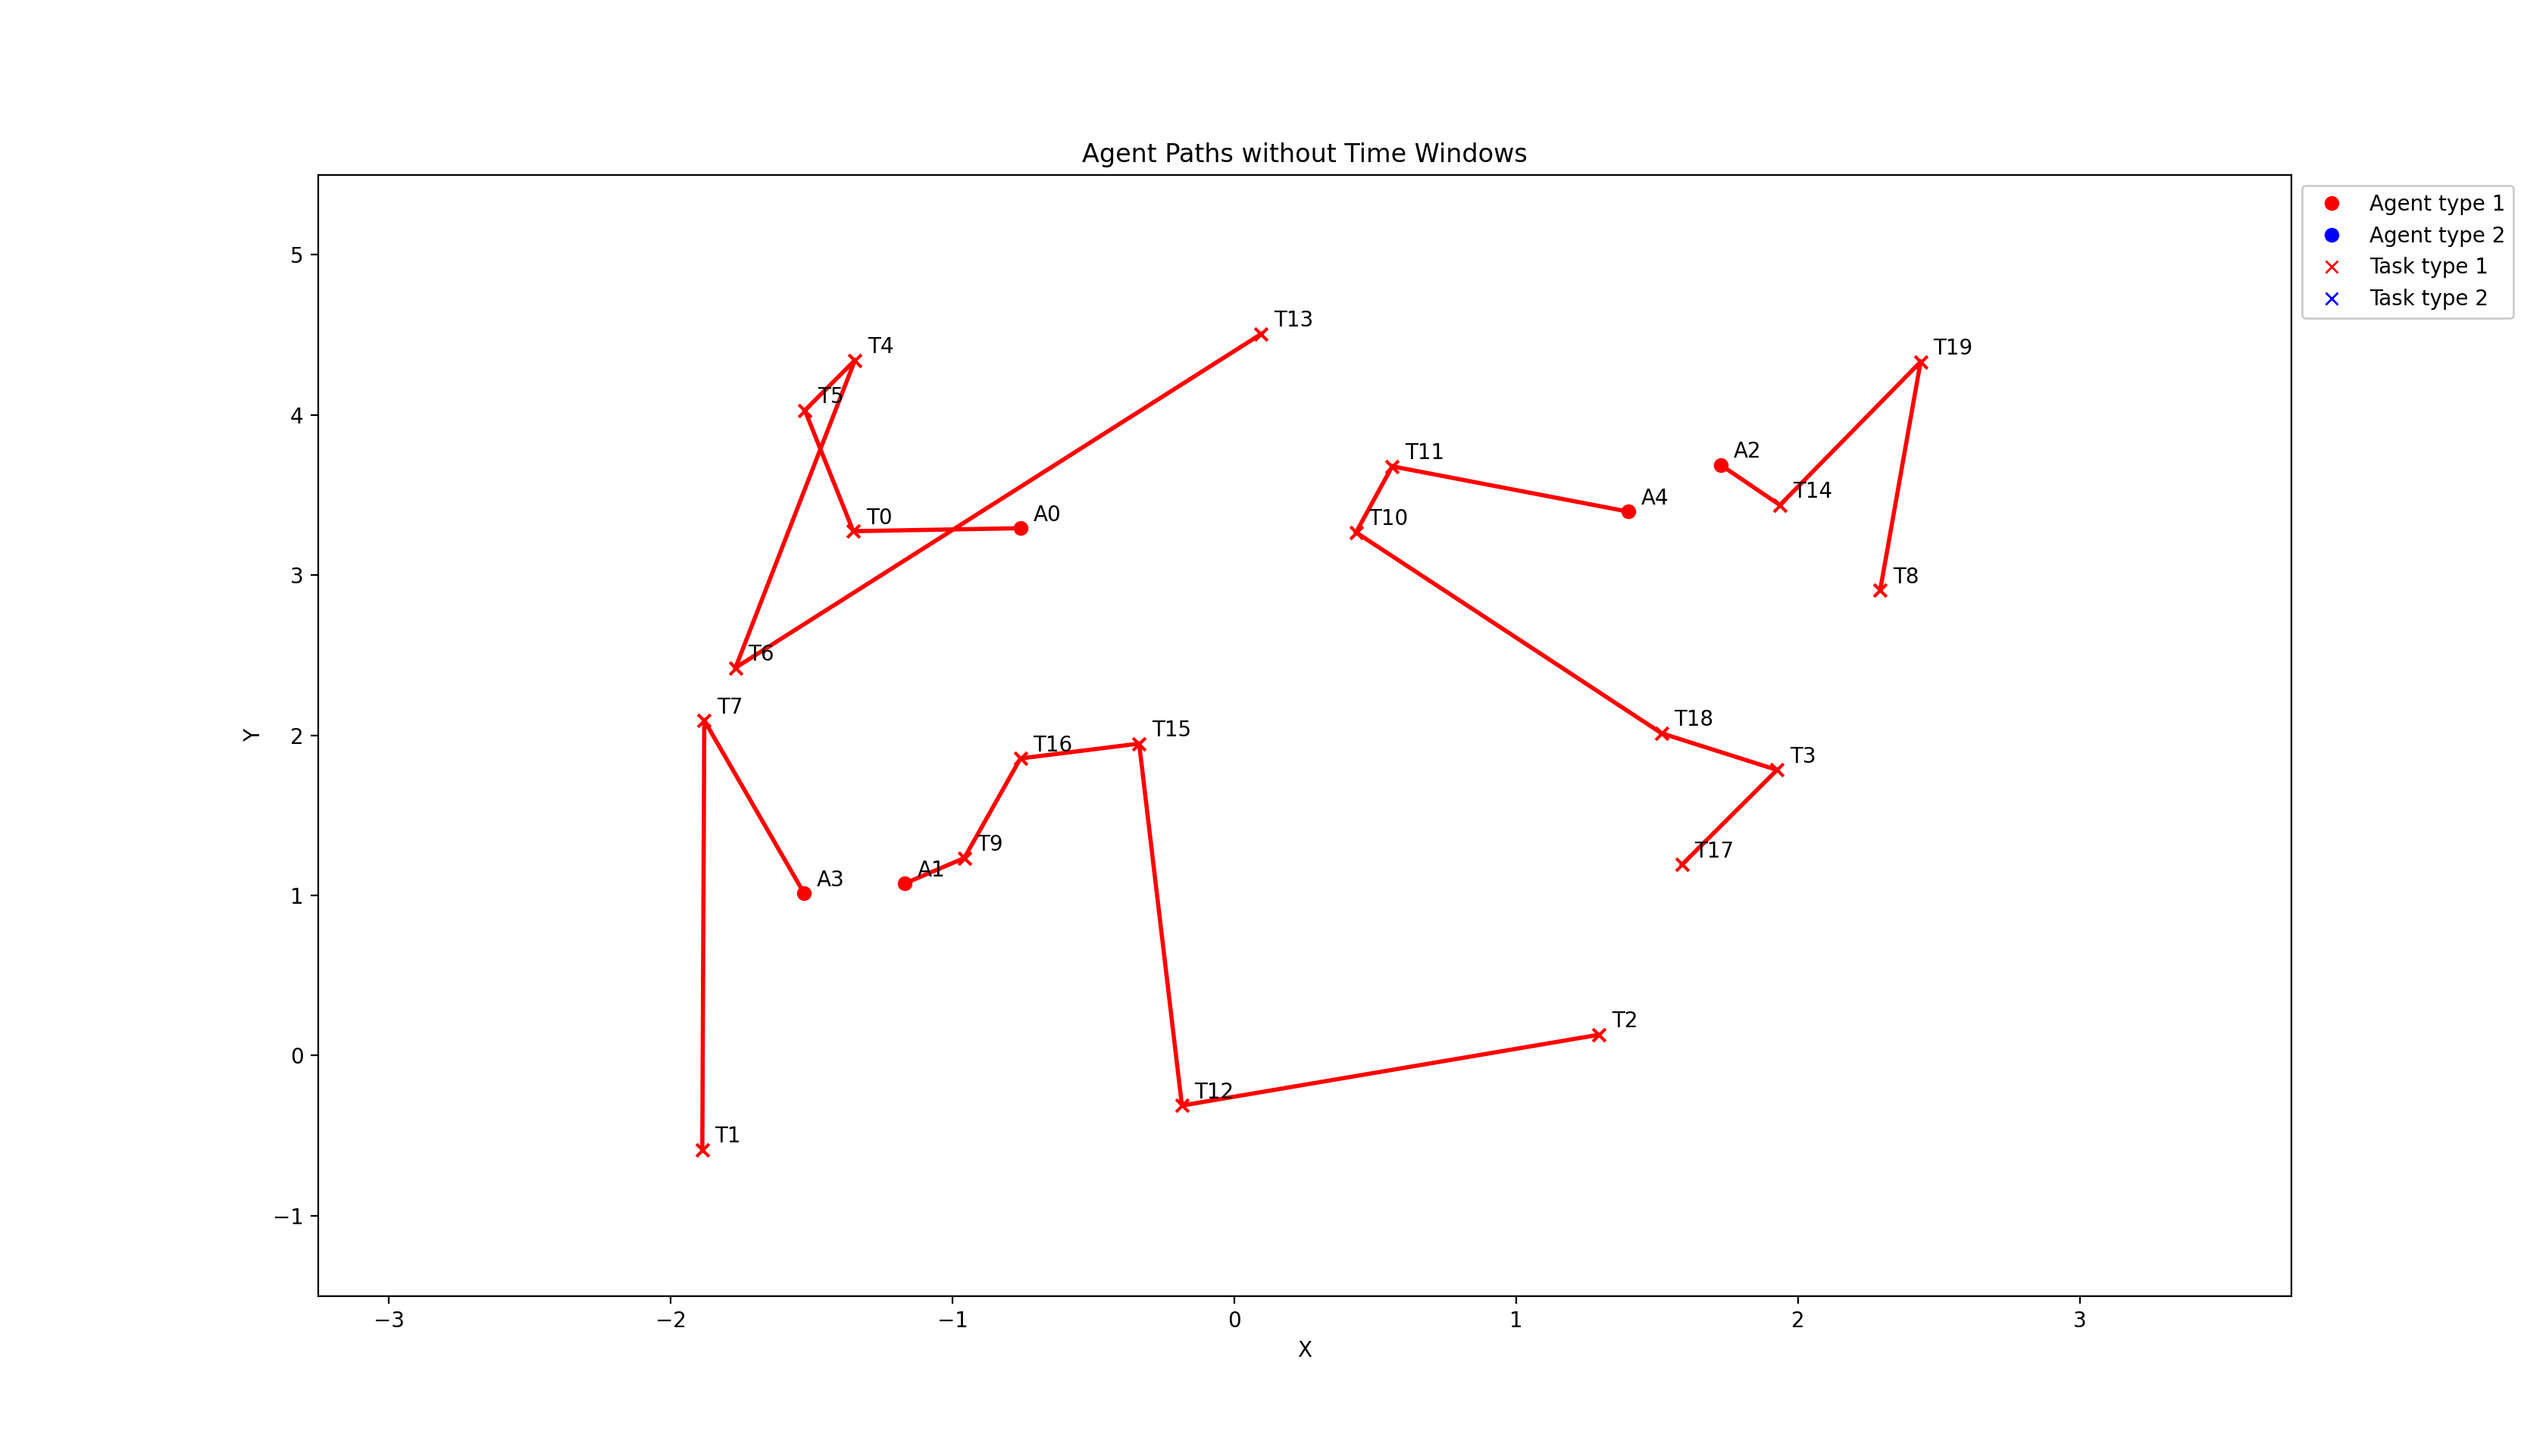 Agent Paths without Time Windows
Agent type 1
Agent type 2
Task type 1
Task type 2
5
4
3
2
1
0
−1
Y
T13
T4
T19
T5
T11
A2
T14
A4
T0
A0
T10
T8
T6
T7
T18
T15
T16
T3
T9
T17
A1
A3
T2
T12
T1
−3
−2
−1
0
1
2
3
X